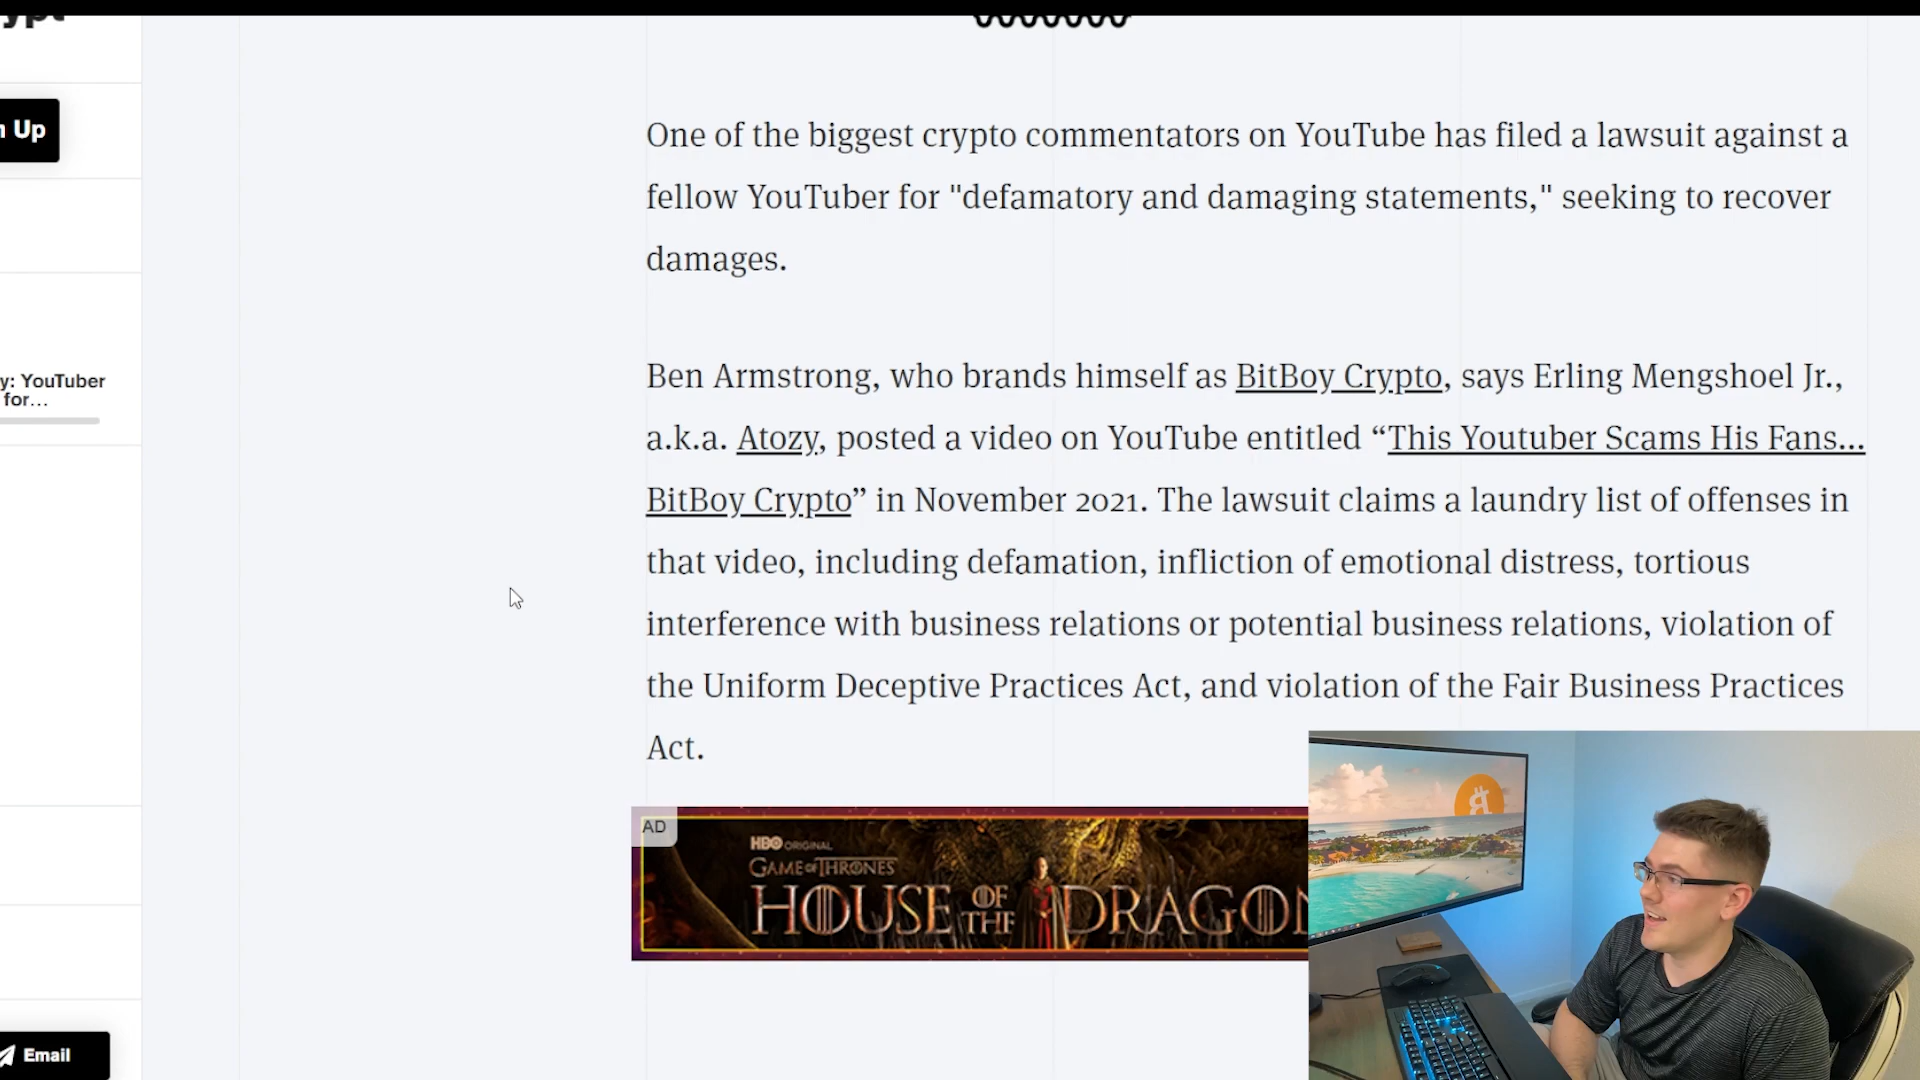 n Up
One of the biggest crypto commentators on YouTube has filed a lawsuit against a
fellow YouTuber for "defamatory and damaging statements," seeking to recover
damages.
y: YouTuber
for...
Ben Armstrong, who brands himself as BitBoy Crypto, says Erling Mengshoel Jr.,
a.k.a. Atozy, posted a video on YouTube entitled “This Youtuber Scams His Fans...
BitBoy Crypto” in November 2021. The lawsuit claims a laundry list of offenses in
that video, including defamation, infliction of emotional distress, tortious
interference with business relations or potential business relations, violation of
the Uniform Deceptive Practices Act, and violation of the Fair Business Practices
Act.
AD
HBO ORIGINAL
GAME OF THRONES
HOUSE OF THE DRAGON
Email